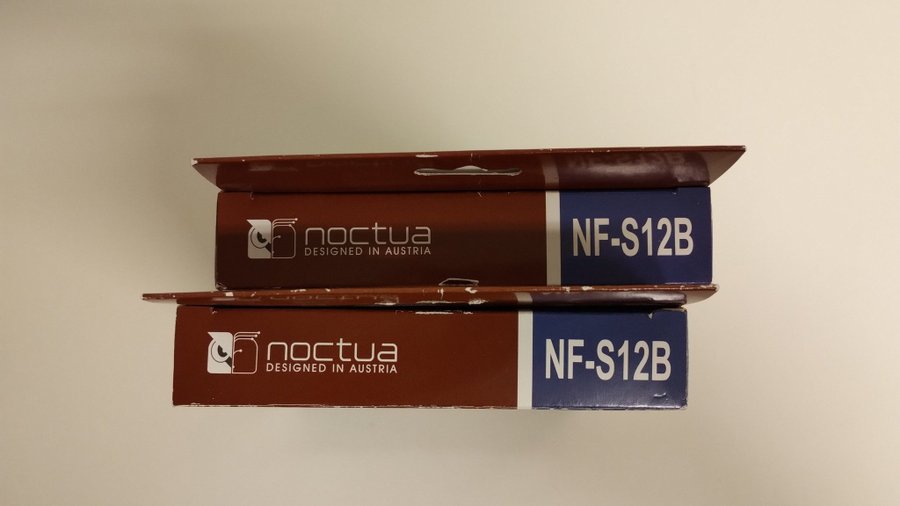 noctua
DESIGNED IN AUSTRIA
NF-S12B
noctua
DESIGNED IN AUSTRIA
NF-S12B